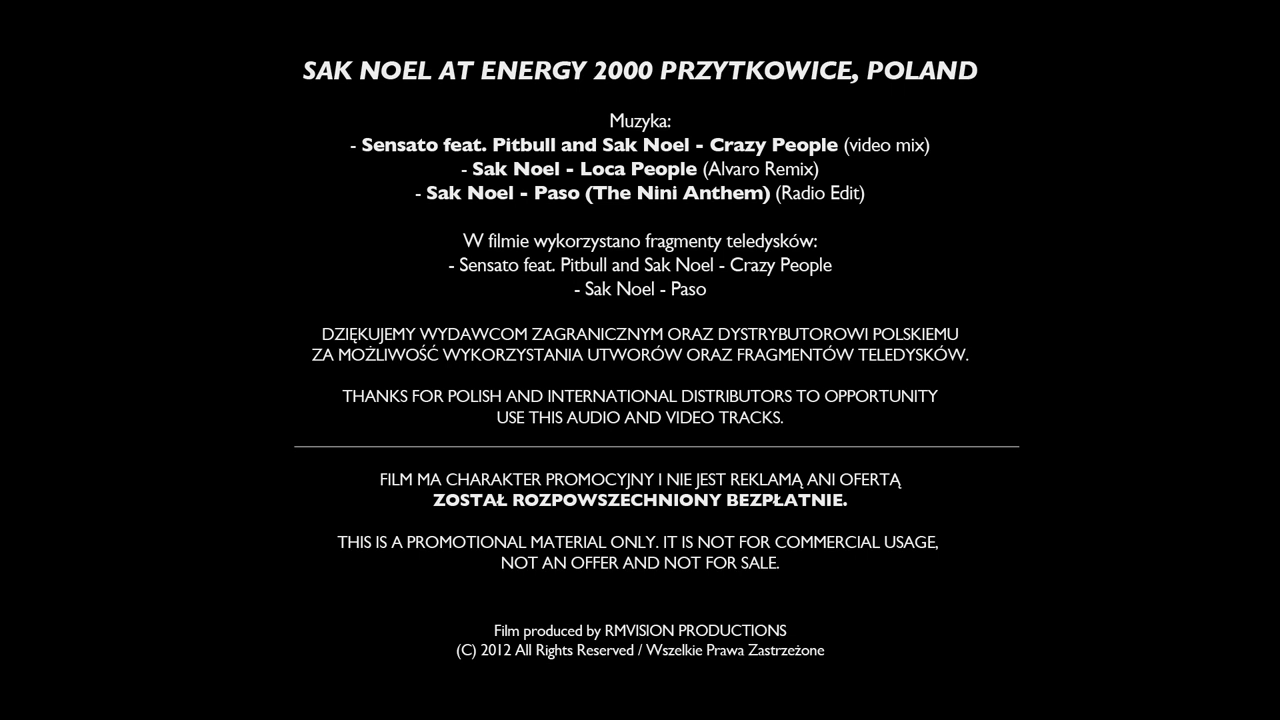 SAK NOEL AT ENERGY 2000 PRZYTKOWICE, POLAND
Muzyka:
- Sensato feat. Pitbull and Sak Noel - Crazy People (video mix)
- Sak Noel - Loca People (Alvaro Remix)
- Sak Noel - Paso (The Nini Anthem) (Radio Edit)
W filmie wykorzystano fragmenty teledysków:
- Sensato feat. Pitbull and Sak Noel - Crazy People
- Sak Noel - Paso
DZIĘKUJEMY WYDAWCOM ZAGRANICZNYM ORAZ DYSTRYBUTOROWI POLSKIEMU
ZA MOŻLIWOŚĆ WYKORZYSTANIA UTWORÓW ORAZ FRAGMENTÓW TELEDYSKÓW.
THANKS FOR POLISH AND INTERNATIONAL DISTRIBUTORS TO OPPORTUNITY
USE THIS AUDIO AND VIDEO TRACKS.
FILM MA CHARAKTER PROMOCYJNY I NIE JEST REKLAMĄ ANI OFERTĄ
ZOSTAŁ ROZPOWSZECHNIONY BEZPŁATNIE.
THIS IS A PROMOTIONAL MATERIAL ONLY. IT IS NOT FOR COMMERCIAL USAGE,
NOT AN OFFER AND NOT FOR SALE.
Film produced by RMVISION PRODUCTIONS
(C) 2012 All Rights Reserved / Wszelkie Prawa Zastrzeżone